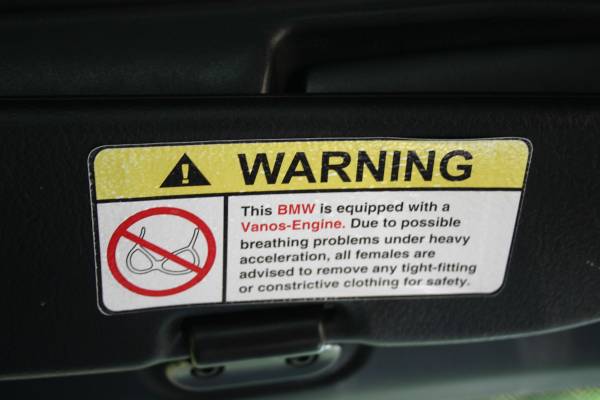 WARNING
This BMW is equipped with a
Vanos-Engine. Due to possible
breathing problems under heavy
acceleration, all females are
advised to remove any tight-fitting
or constrictive clothing for safety.